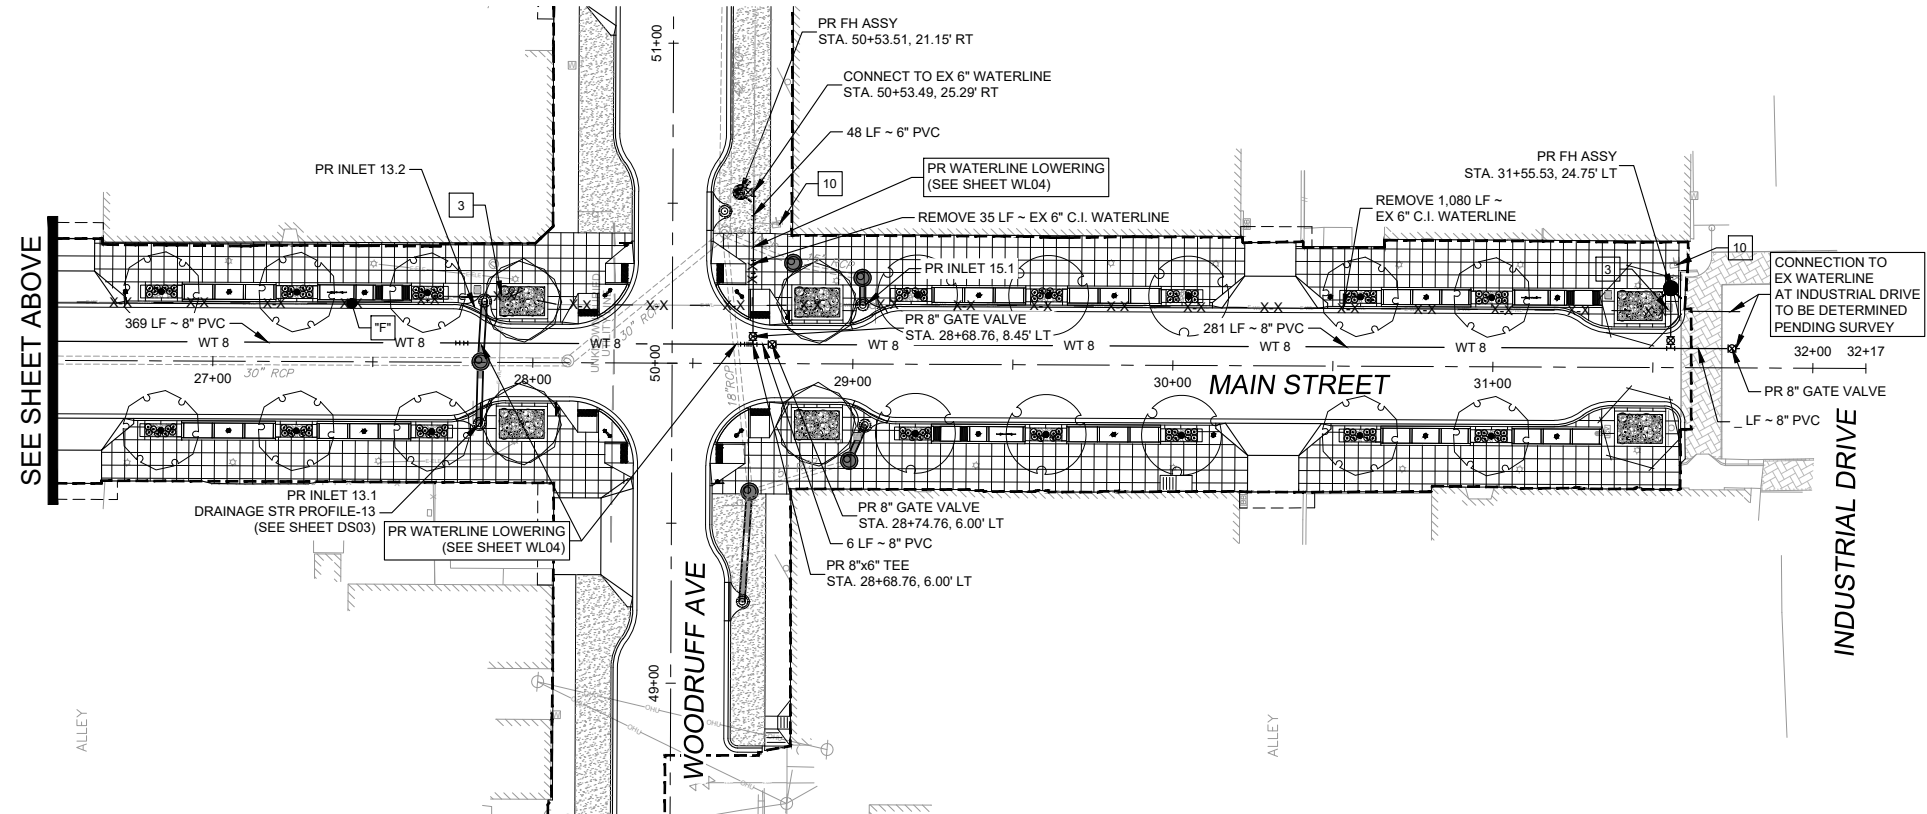 SEE SHEET ABOVE
51+00
PR FH ASSY
STA. 50+53.51, 21.15' RT
CONNECT TO EX 6" WATERLINE
STA. 50+53.49, 25.29' RT
48 LF ~ 6" PVC
PR WATERLINE LOWERING
(SEE SHEET WL04)
10
REMOVE 35 LF ~ EX 6" C.I. WATERLINE
PR INLET 13.2
3
PR FH ASSY
STA. 31+55.53, 24.75' LT
REMOVE 1,080 LF ~
EX 6" C.I. WATERLINE
10
3
CONNECTION TO
EX WATERLINE
AT INDUSTRIAL DRIVE
TO BE DETERMINED
PENDING SURVEY
PR INLET 15.1
PR 8" GATE VALVE
STA. 28+68.76, 8.45' LT
369 LF ~ 8" PVC
"F"
281 LF ~ 8" PVC
WT 8
WT 8
WT 8
WT 8
WT 8
WT 8
WT 8
30" RCP
30" RCP
18" RCP
X-X
X-X
X-X
X-X
27+00
28+00
50+00
29+00
30+00
31+00
32+00
32+17
MAIN STREET
PR 8" GATE VALVE
_ LF ~ 8" PVC
INDUSTRIAL DRIVE
PR INLET 13.1
DRAINAGE STR PROFILE-13
(SEE SHEET DS03)
PR WATERLINE LOWERING
(SEE SHEET WL04)
PR 8" GATE VALVE
STA. 28+74.76, 6.00' LT
6 LF ~ 8" PVC
PR 8"x6" TEE
STA. 28+68.76, 6.00' LT
WOODRUFF AVE
49+00
OHU
OHU
OHU
OHU
ALLEY
ALLEY